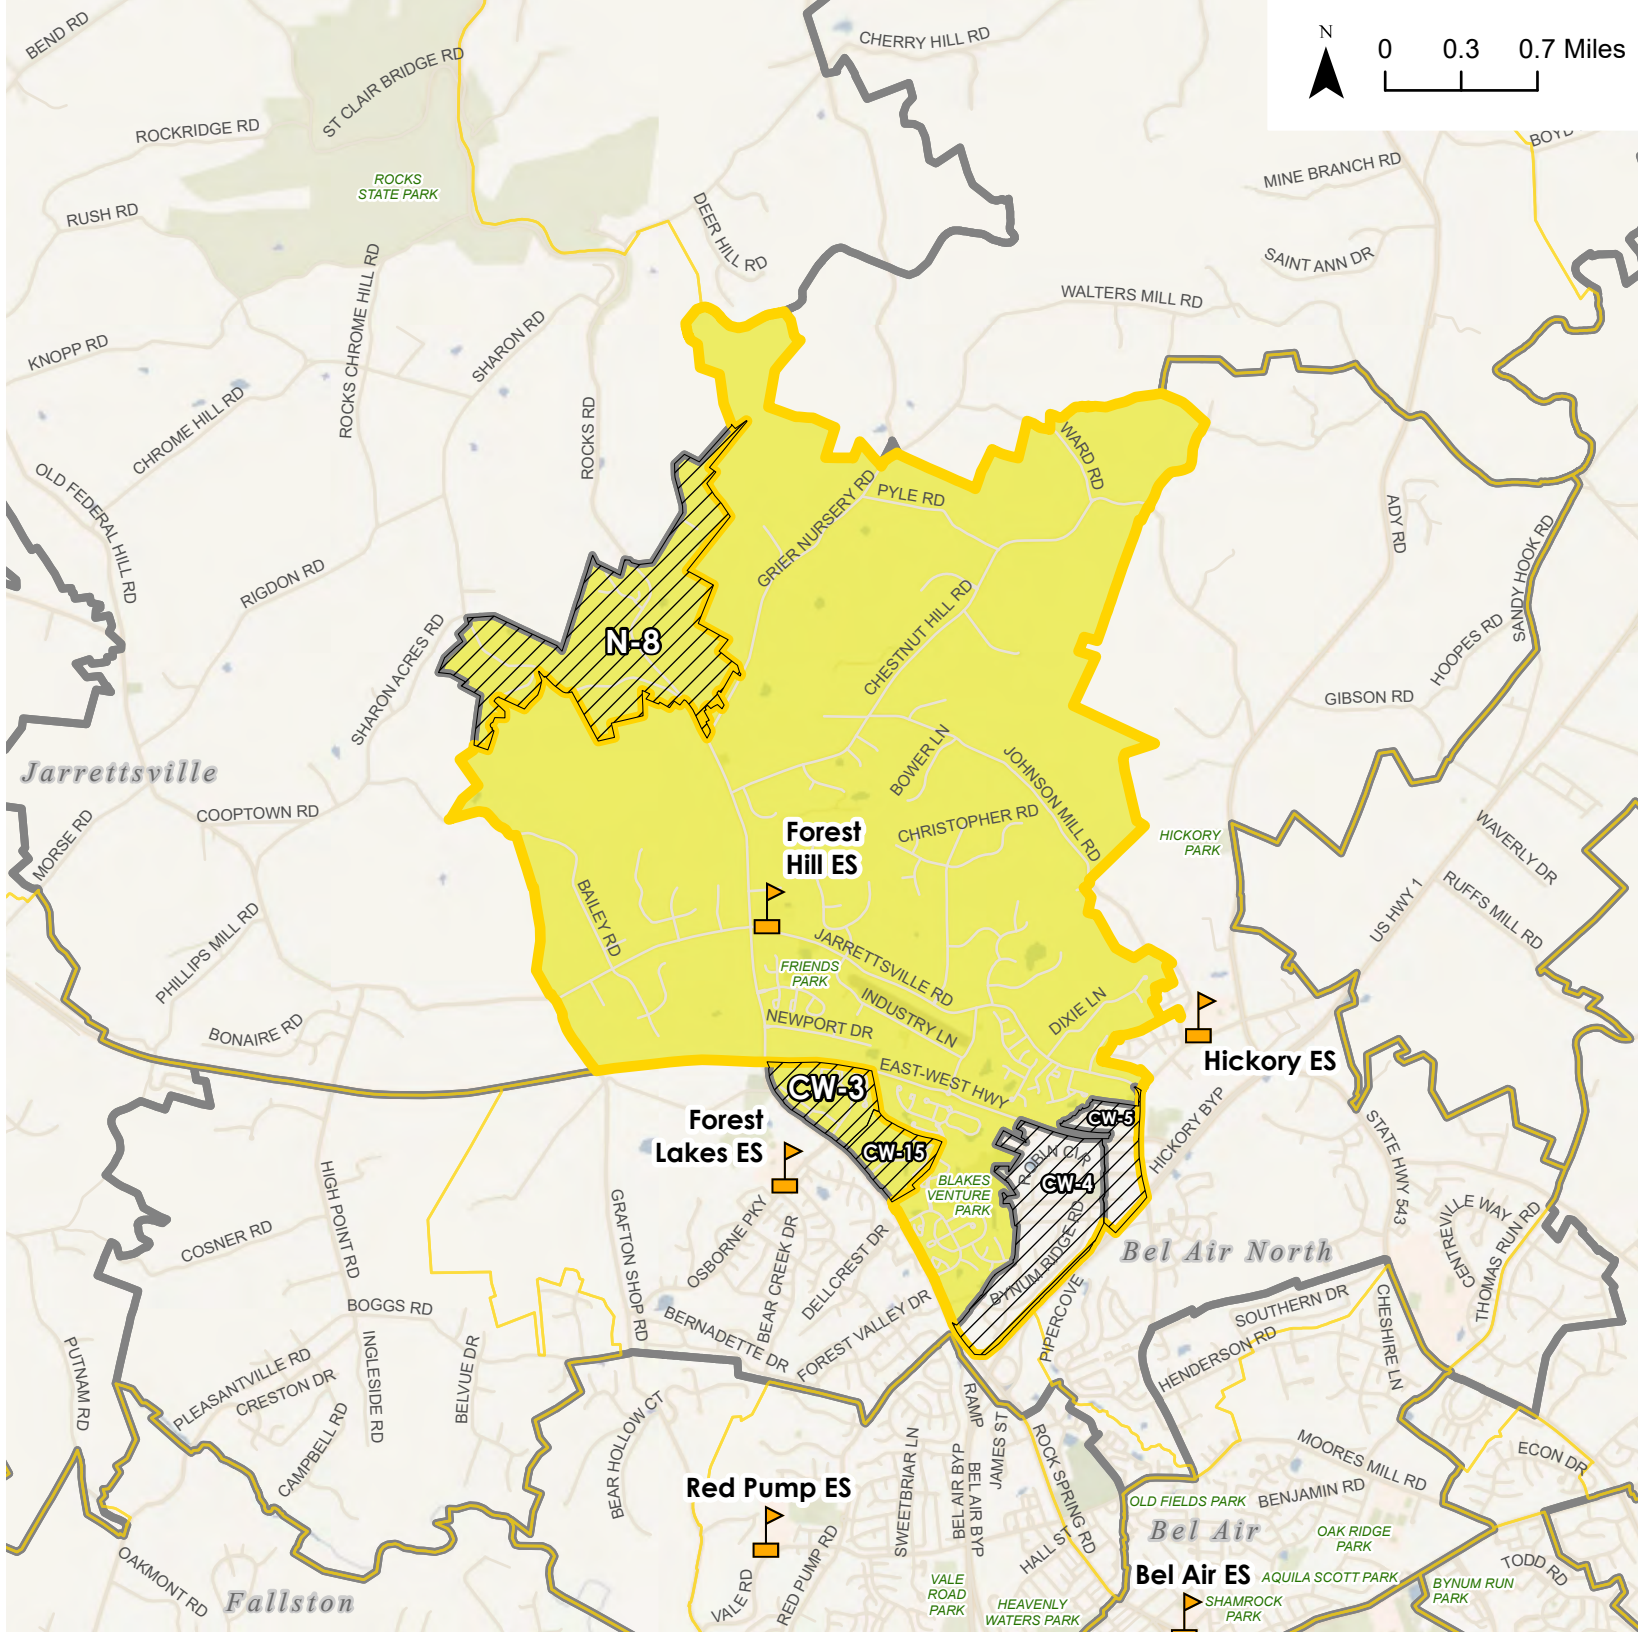 BEND RD
ST CLAIR BRIDGE RD
CHERRY HILL RD
N
0 0.3 0.7 Miles
ROCKRIDGE RD
BOYD
MINE BRANCH RD
ROCKS
STATE PARK
RUSH RD
DEER HILL RD
SAINT ANN DR
ROCKS CHROME HILL RD
WALTERS MILL RD
SHARON RD
KNOPP RD
CHROME HILL RD
ROCKS RD
WARD RD
OLD FEDERAL HILL RD
GRIER NURSERY RD
PYLE RD
ADY RD
SANDY HOOK RD
RIGDON RD
CHESTNUT HILL RD
N-8
HOOPES RD
SHARON ACRES RD
GIBSON RD
Jarrettsville
BOWER LN
JOHNSON MILL RD
COOPTOWN RD
CHRISTOPHER RD
MORSE RD
Forest
Hill ES
HICKORY
PARK
WAVERLY DR
RUFFS MILL RD
BAILEY RD
US HWY 1
PHILLIPS MILL RD
JARRETTSVILLE RD
FRIENDS
PARK
INDUSTRY LN
DIXIE LN
BONAIRE RD
NEWPORT DR
Hickory ES
EAST-WEST HWY
CW-3
HICKORY BYP
CW-5
Forest
Lakes ES
CW-15
ROBIN CIR
CW-4
STATE HWY 543
HIGH POINT RD
BLAKES
VENTURE
PARK
OSBORNE PKY
GRAFTON SHOP RD
BEAR CREEK DR
DELLCREST DR
COSNER RD
CENTREVILLE WAY
THOMAS RUN RD
Bel Air North
BYNUM RIDGE RD
BOGGS RD
BERNADETTE DR
FOREST VALLEY DR
PIPERCOVE
SOUTHERN DR
HENDERSON RD
CHESHIRE LN
PUTNAM RD
PLEASANTVILLE RD
CRESTON DR
INGLESIDE RD
BELVUE DR
CAMPBELL RD
BEAR HOLLOW CT
RAMP
JAMES ST
SWEETBRIAR LN
BEL AIR BYP
BEL AIR BYP
ROCK SPRING RD
MOORES MILL RD
ECON DR
Red Pump ES
OLD FIELDS PARK
BENJAMIN RD
Bel Air
OAK RIDGE
PARK
HALL ST
RED PUMP RD
VALE RD
OAKMONT RD
TODD RD
Bel Air ES
AQUILA SCOTT PARK
BYNUM RUN
PARK
SHAMROCK
PARK
VALE
ROAD
PARK
HEAVENLY
WATERS PARK
Fallston